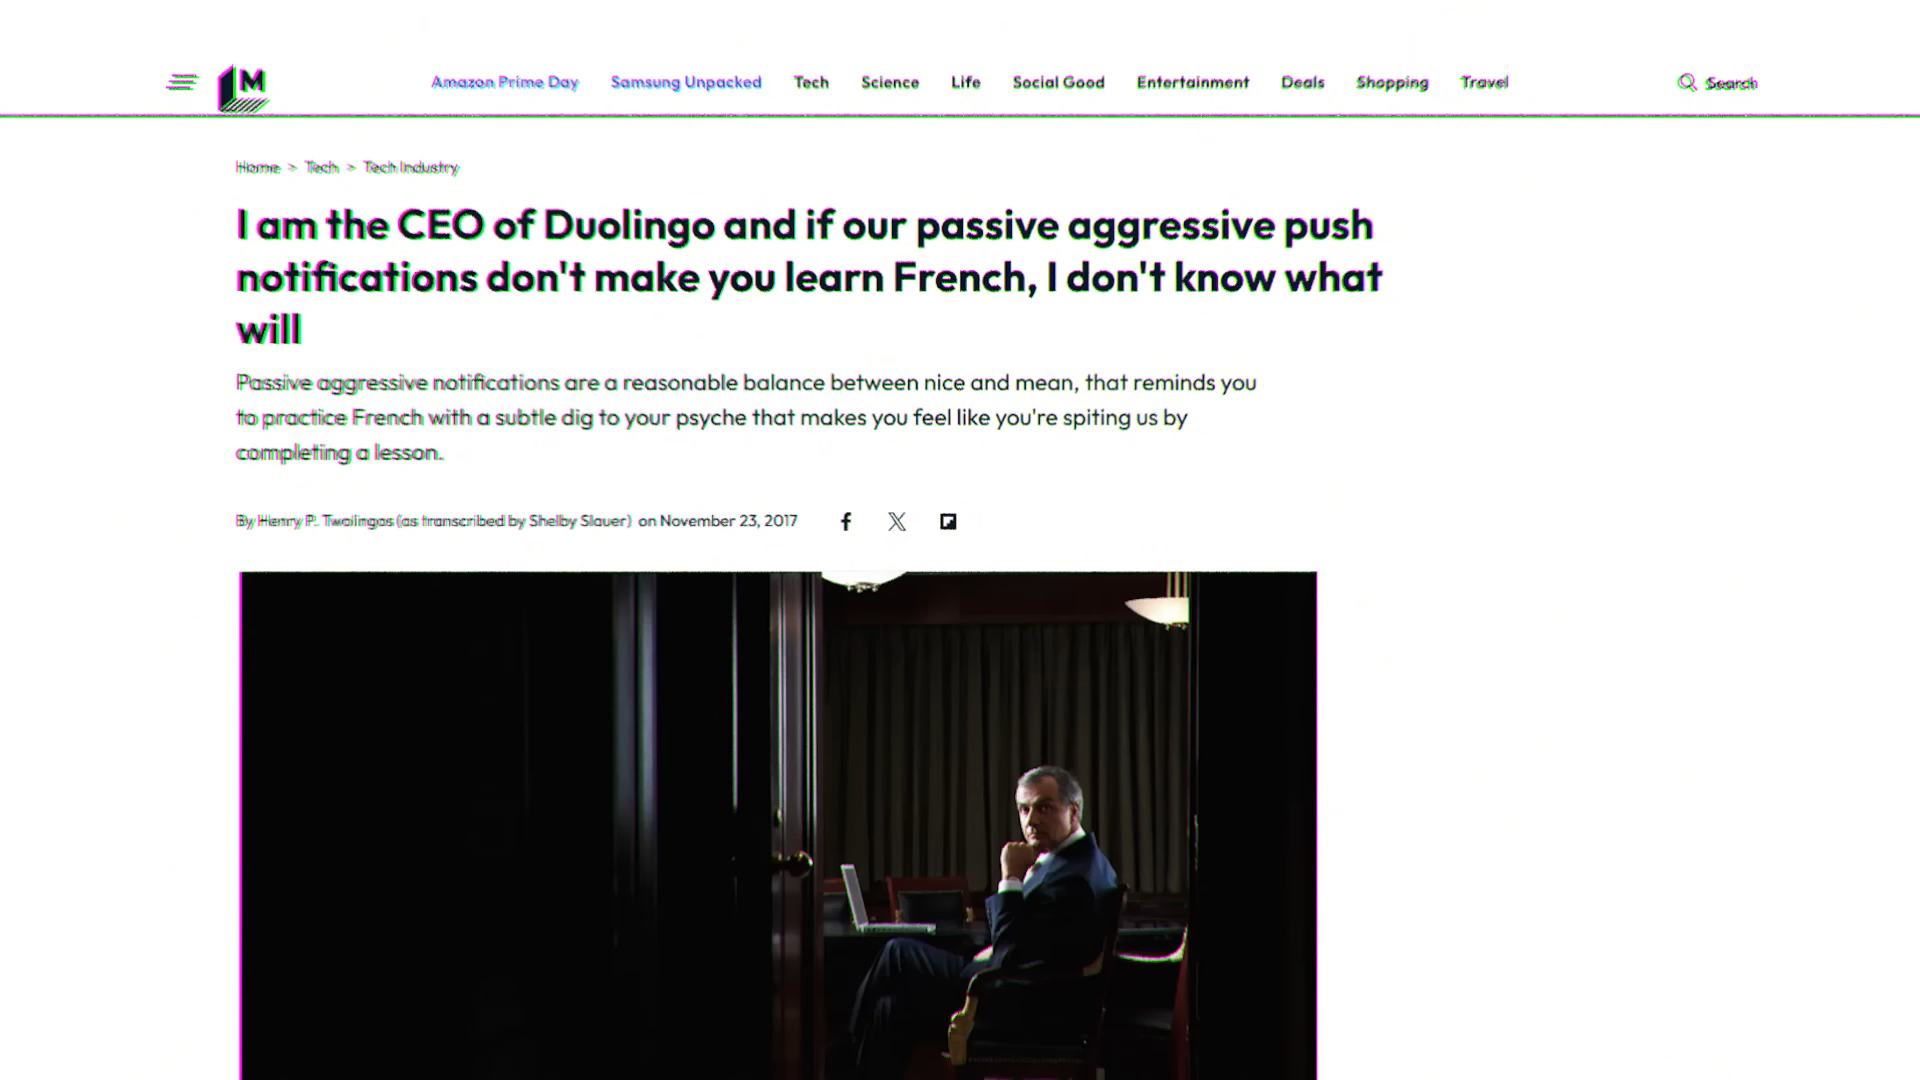 M
Amazon Prime Day Samsung Unpacked Tech Science Life Social Good Entertainment Deals Shopping Travel Search
Home > Tech > Tech Industry
I am the CEO of Duolingo and if our passive aggressive push
notifications don't make you learn French, I don't know what
will
Passive aggressive notifications are a reasonable balance between nice and mean, that reminds you
to practice French with a subtle dig to your psyche that makes you feel like you're spiting us by
completing a lesson.
By Henry P. Twolingos (as transcribed by Shelby Slauer) on November 23, 2017